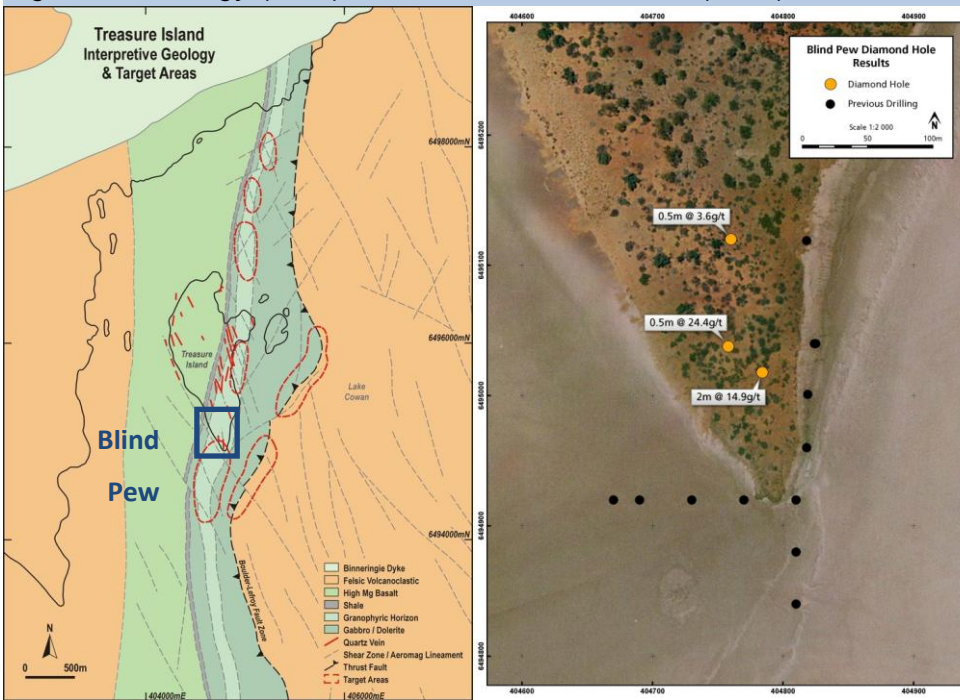 Treasure Island
Interpretive Geology
& Target Areas
6498000mN
6496000mN
Treasure
Island
Lake
Cowan
Blind
Pew
6494000mN
Boulder-Lefroy Fault Zone
Binneringie Dyke
Felsic Volcanoclastic
High Mg Basalt
Shale
Granophyric Horizon
Gabbro / Dolerite
Quartz Vein
Shear Zone / Aeromag Lineament
Thrust Fault
Target Areas
N
0 500m
404000mE
406000mE
404600 404700 404800 404900
Blind Pew Diamond Hole
Results
Diamond Hole
Previous Drilling
Scale 1:2 000
0 50 100m
N
6495200
6495100
6495000
6494900
6494800
0.5m @ 3.6g/t
0.5m @ 24.4g/t
2m @ 14.9g/t
404600 404700 404800 404900